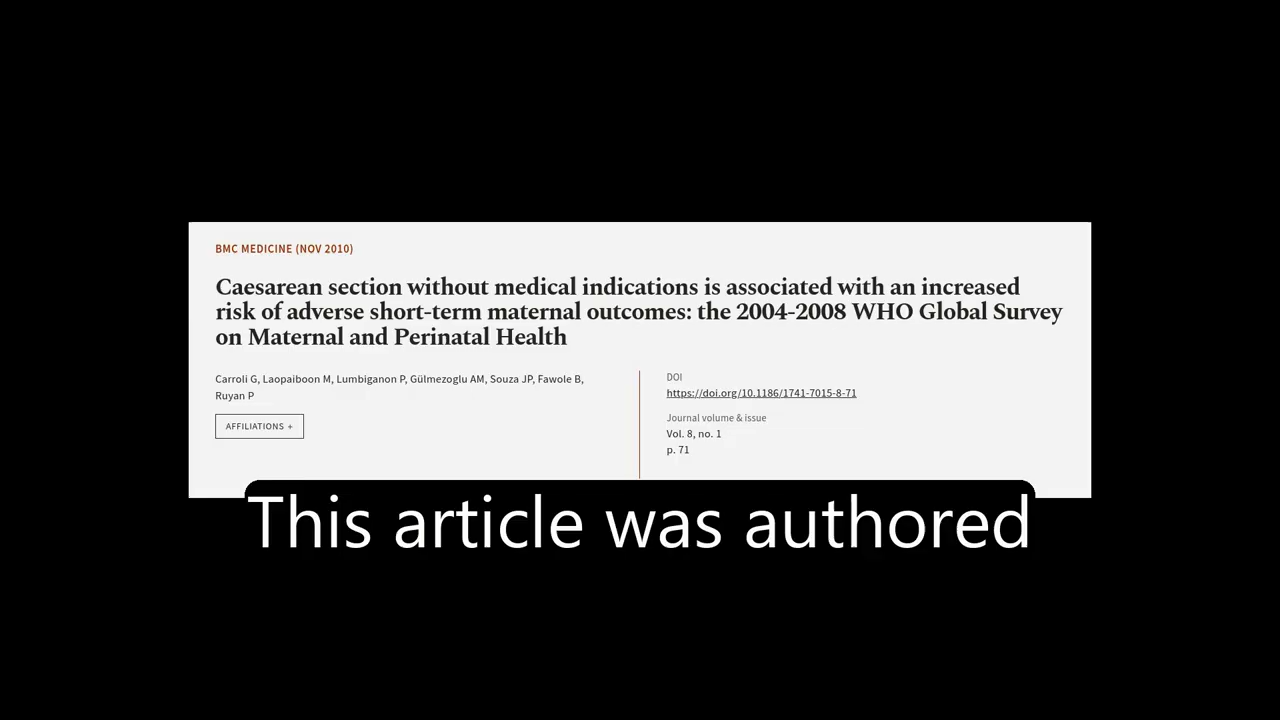 BMC MEDICINE (NOV 2010)
Caesarean section without medical indications is associated with an increased
risk of adverse short-term maternal outcomes: the 2004-2008 WHO Global Survey
on Maternal and Perinatal Health
Carroli G, Laopaiboon M, Lumbiganon P, Gülmezoglu AM, Souza JP, Fawole B,
Ruyan P
AFFILIATIONS +
DOI
https://doi.org/10.1186/1741-7015-8-71
Journal volume & issue
Vol. 8, no. 1
p. 71
This article was authored